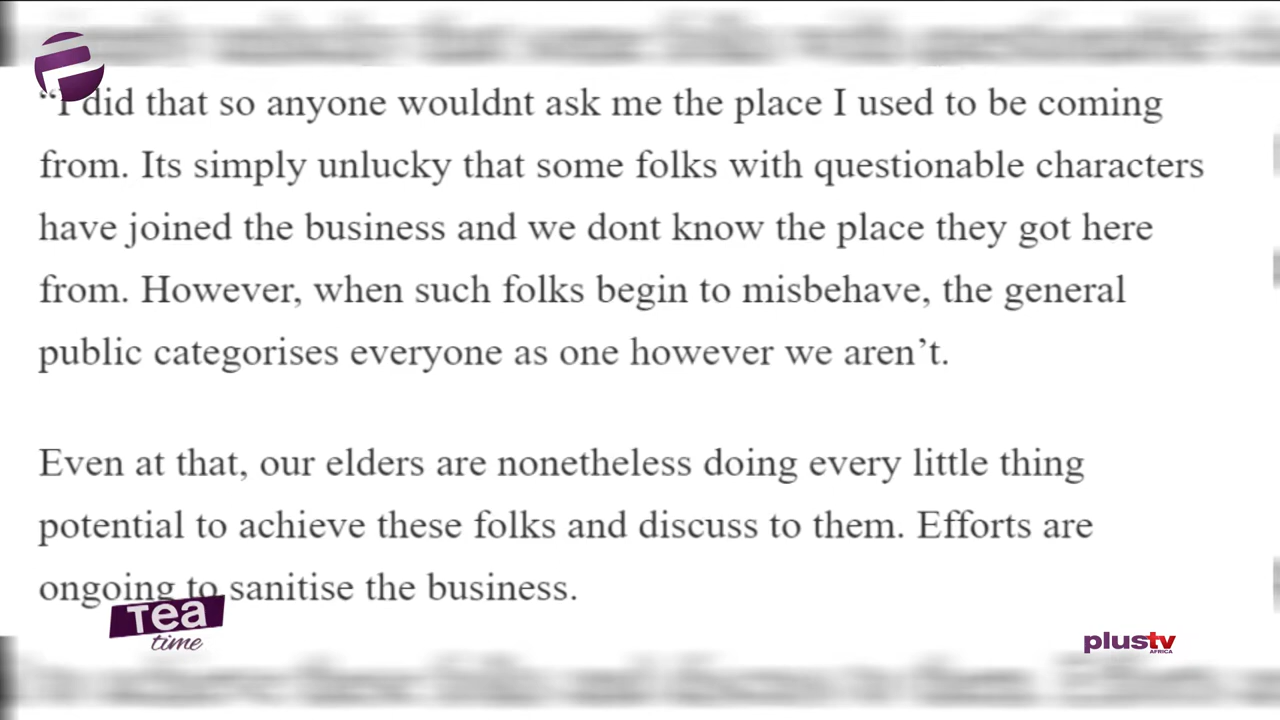 “I did that so anyone wouldnt ask me the place I used to be coming
from. Its simply unlucky that some folks with questionable characters
have joined the business and we dont know the place they got here
from. However, when such folks begin to misbehave, the general
public categorises everyone as one however we aren’t.
Even at that, our elders are nonetheless doing every little thing
potential to achieve these folks and discuss to them. Efforts are
ongoing to sanitise the business.
Tea
time
plustv
AFRICA